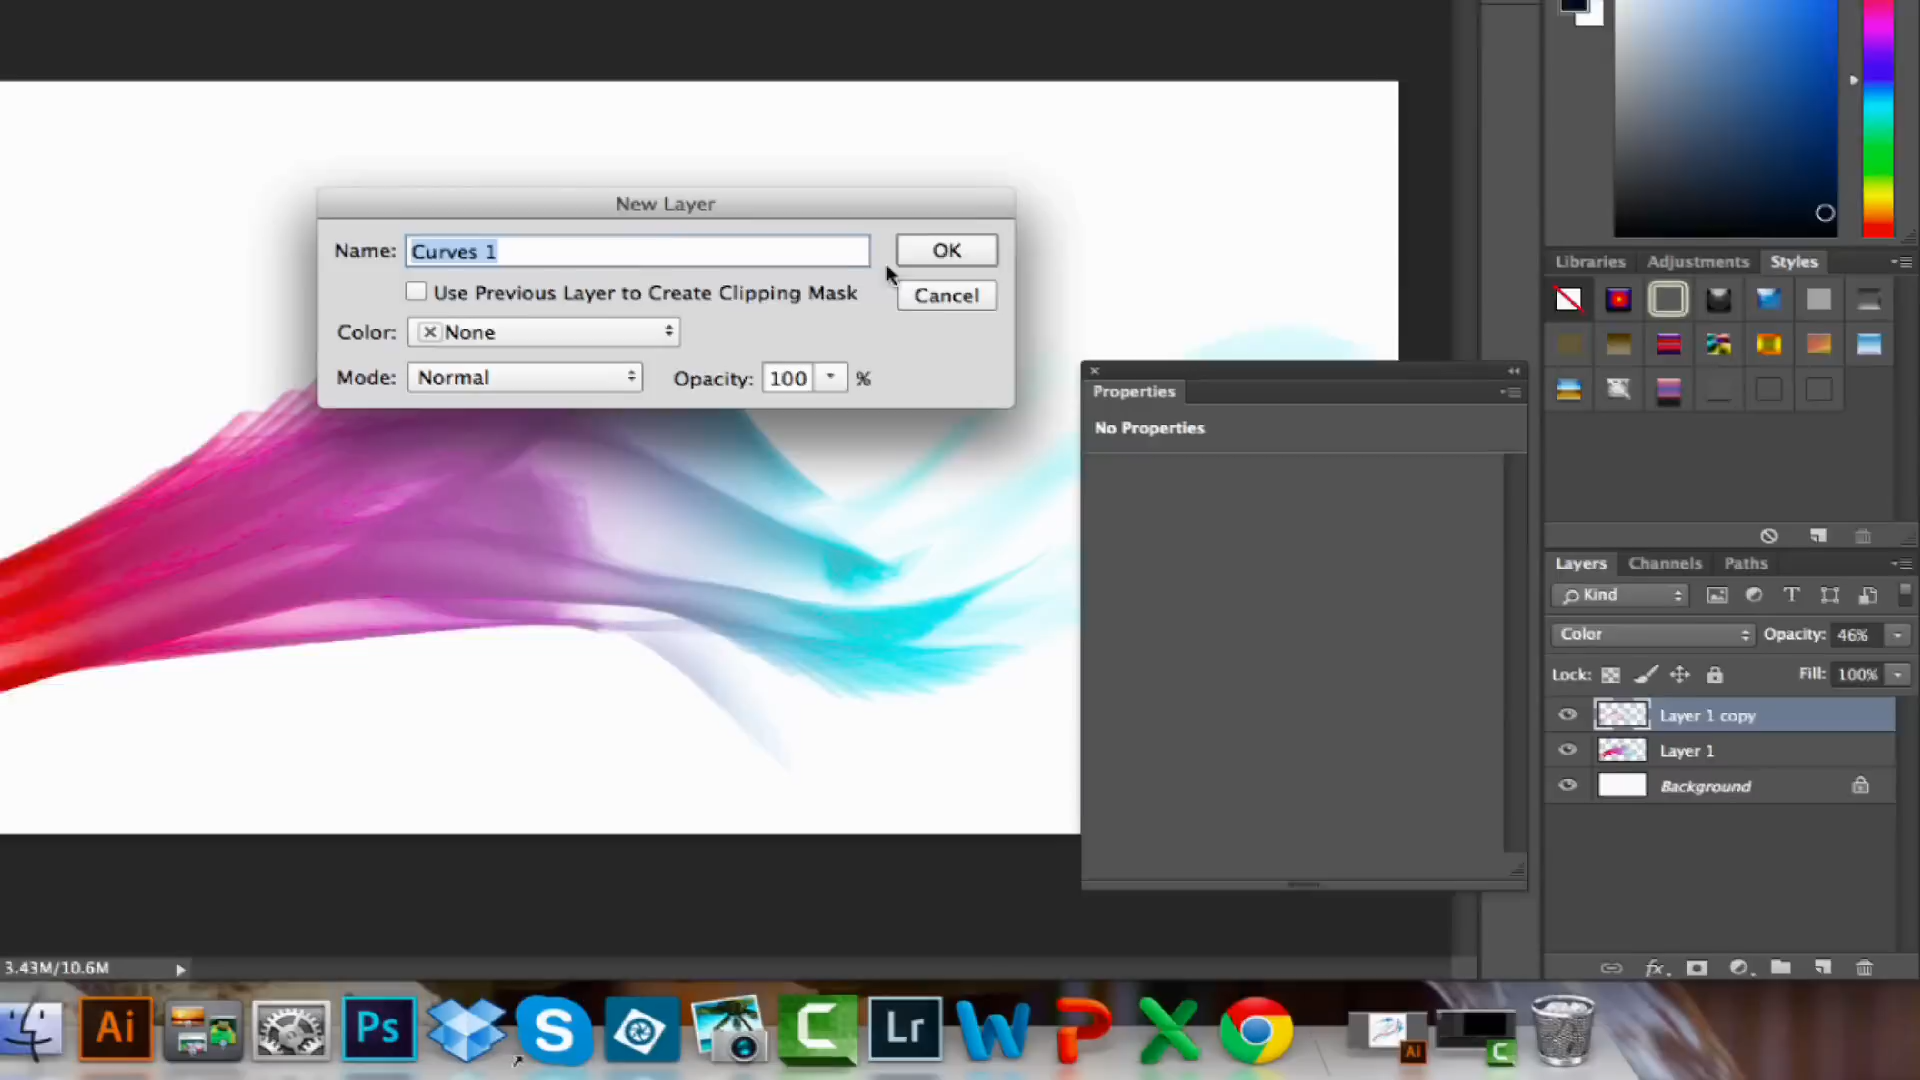 New Layer
Name: Curves 1 OK
Use Previous Layer to Create Clipping Mask Cancel
Color: None
Mode: Normal Opacity: 100 %
Properties
No Properties
Libraries Adjustments Styles
Layers Channels Paths
Kind T
Color Opacity: 46%
Lock: Fill: 100%
Layer 1 copy
Layer 1
Background
fx
3.43M/10.6M
Ai Ps S C Lr W P X Ai C